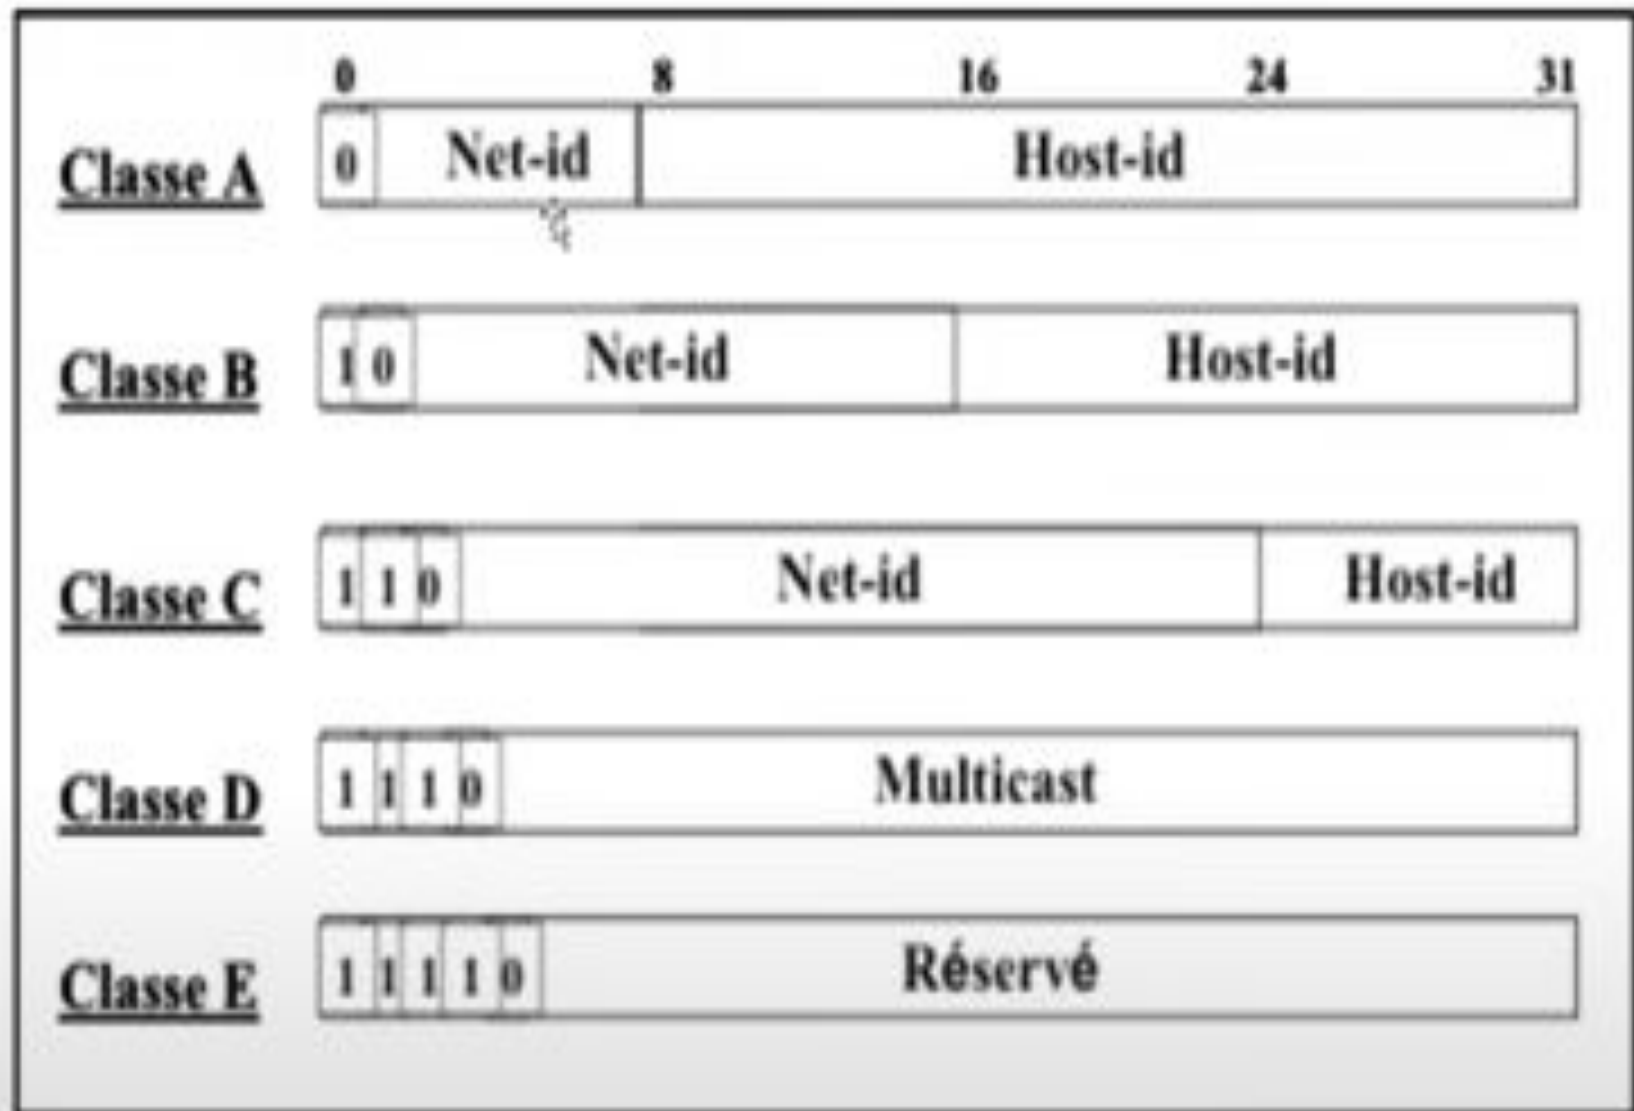 0 8 16 24 31
Classe A 0 Net-id Host-id
Classe B 1 0 Net-id Host-id
Classe C 1 1 0 Net-id Host-id
Classe D 1 1 1 0 Multicast
Classe E 1 1 1 1 0 Réservé